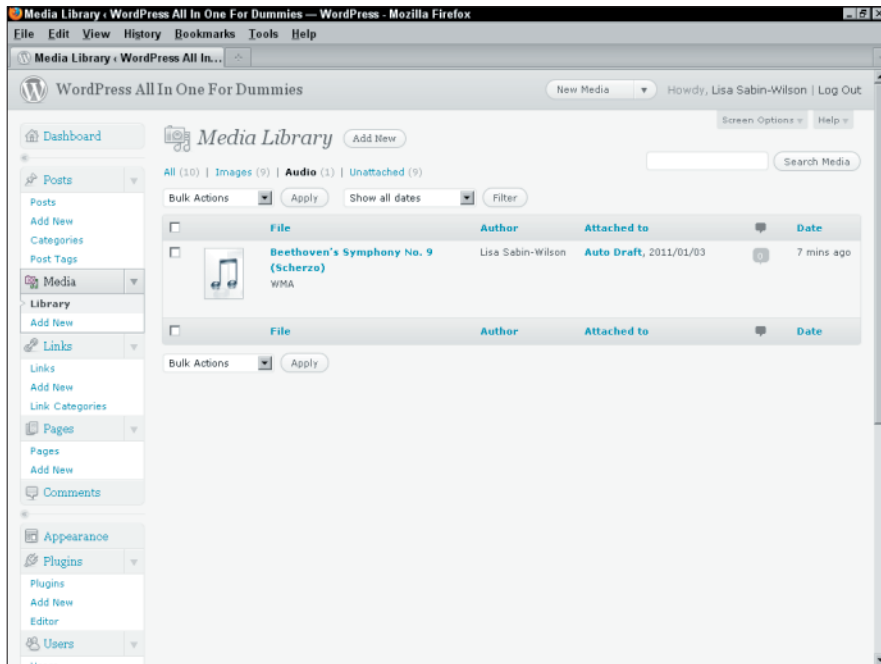 Media Library ‹ WordPress All In One For Dummies — WordPress - Mozilla Firefox
File Edit View History Bookmarks Tools Help
Media Library ‹ WordPress All In...
WordPress All In One For Dummies
New Media
Howdy, Lisa Sabin-Wilson | Log Out
Screen Options
Help
Dashboard
Posts
Posts
Add New
Categories
Post Tags
Media
Library
Add New
Links
Links
Add New
Link Categories
Pages
Pages
Add New
Comments
Appearance
Plugins
Plugins
Add New
Editor
Users
Media Library Add New
Search Media
All (10) | Images (9) | Audio (1) | Unattached (9)
Bulk Actions Apply Show all dates Filter
File Author Attached to Date
Beethoven's Symphony No. 9 Lisa Sabin-Wilson Auto Draft, 2011/01/03 0 7 mins ago
(Scherzo)
WMA
File Author Attached to Date
Bulk Actions Apply